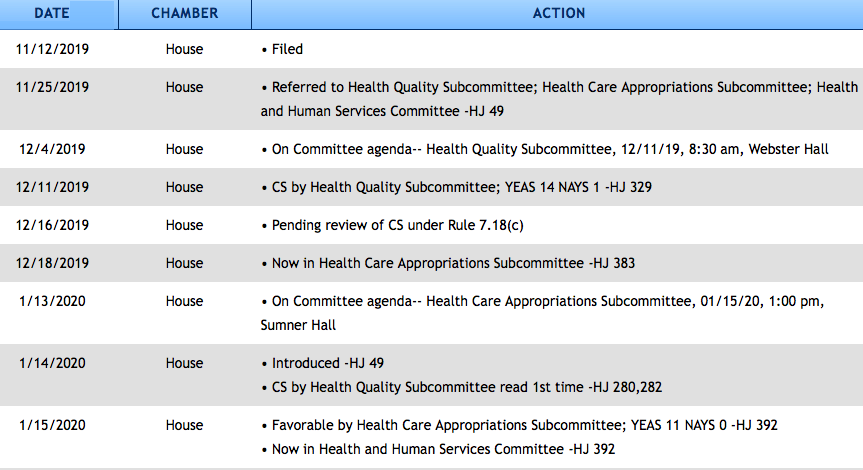 DATE CHAMBER ACTION
11/12/2019 House • Filed
11/25/2019 House • Referred to Health Quality Subcommittee; Health Care Appropriations Subcommittee; Health
and Human Services Committee -HJ 49
12/4/2019 House • On Committee agenda-- Health Quality Subcommittee, 12/11/19, 8:30 am, Webster Hall
12/11/2019 House • CS by Health Quality Subcommittee; YEAS 14 NAYS 1 -HJ 329
12/16/2019 House • Pending review of CS under Rule 7.18(c)
12/18/2019 House • Now in Health Care Appropriations Subcommittee -HJ 383
1/13/2020 House • On Committee agenda-- Health Care Appropriations Subcommittee, 01/15/20, 1:00 pm,
Sumner Hall
1/14/2020 House • Introduced -HJ 49
• CS by Health Quality Subcommittee read 1st time -HJ 280,282
1/15/2020 House • Favorable by Health Care Appropriations Subcommittee; YEAS 11 NAYS 0 -HJ 392
• Now in Health and Human Services Committee -HJ 392